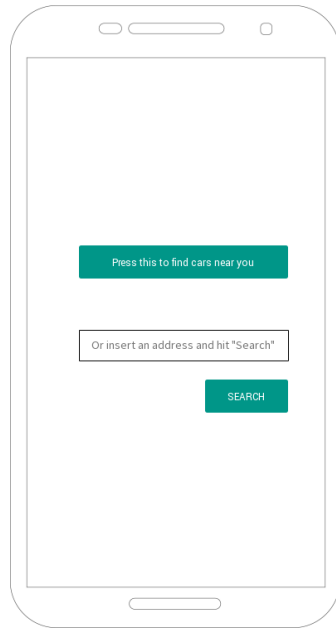 Press this to find cars near you
Or insert an address and hit "Search"
SEARCH